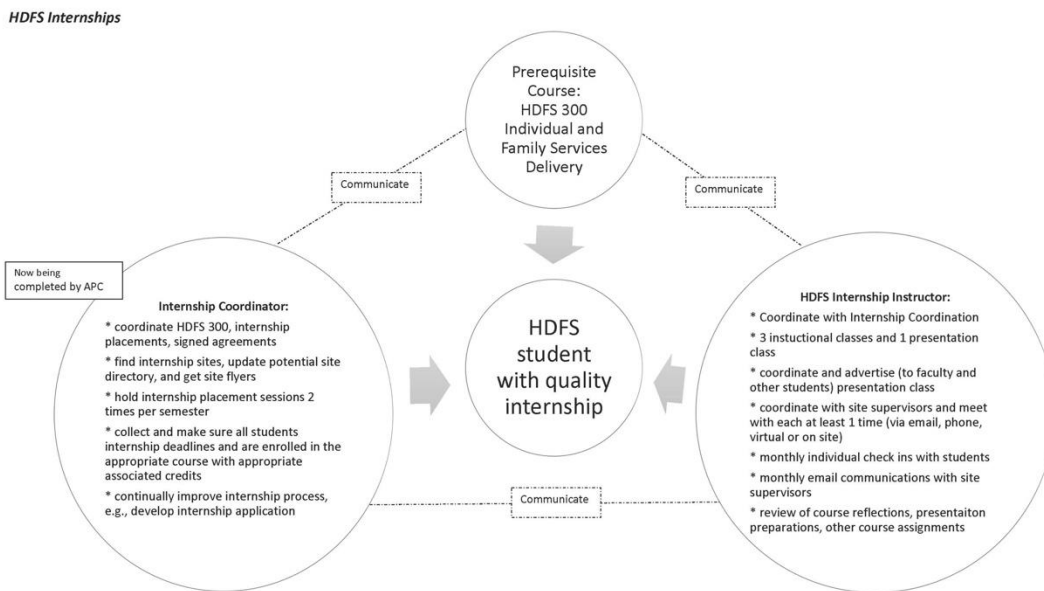 HDFS Internships
Prerequisite
Course:
HDFS 300
Individual and
Family Services
Delivery
Communicate
Communicate
Now being
completed by APC
Internship Coordinator:
* coordinate HDFS 300, internship
placements, signed agreements
* find internship sites, update potential site
directory, and get site flyers
* hold internship placement sessions 2
times per semester
* collect and make sure all students
internship deadlines and are enrolled in the
appropriate course with appropriate
associated credits
* continually improve internship process,
e.g., develop internship application
HDFS
student
with quality
internship
HDFS Internship Instructor:
* Coordinate with Internship Coordination
* 3 instuctional classes and 1 presentation
class
* coordinate and advertise (to faculty and
other students) presentation class
* coordinate with site supervisors and meet
with each at least 1 time (via email, phone,
virtual or on site)
* monthly individual check ins with students
* monthly email communications with site
supervisors
* review of course reflections, presentaiton
preparations, other course assignments
Communicate